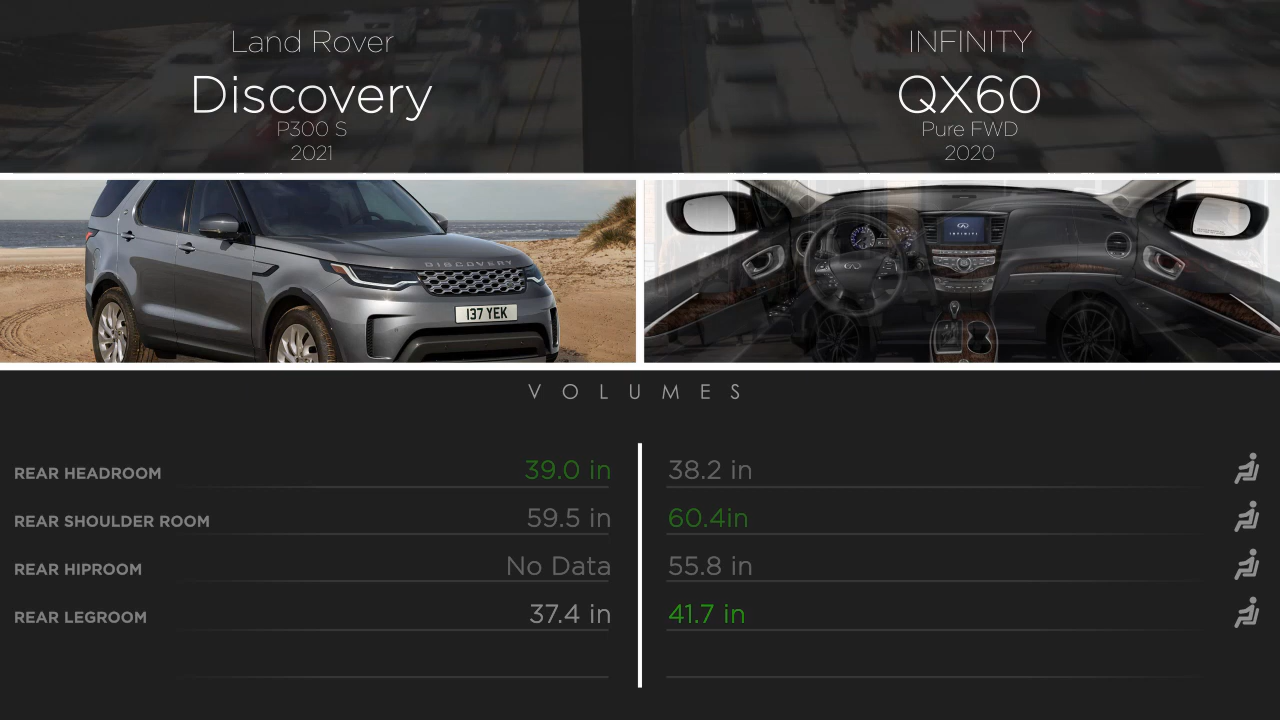 Land Rover
Discovery
P300 S
2021
INFINITY
QX60
Pure FWD
2020
DISCOVERY
137 YEK
INFINITI
VOLUMES
REAR HEADROOM 39.0 in 38.2 in
REAR SHOULDER ROOM 59.5 in 60.4in
REAR HIPROOM No Data 55.8 in
REAR LEGROOM 37.4 in 41.7 in